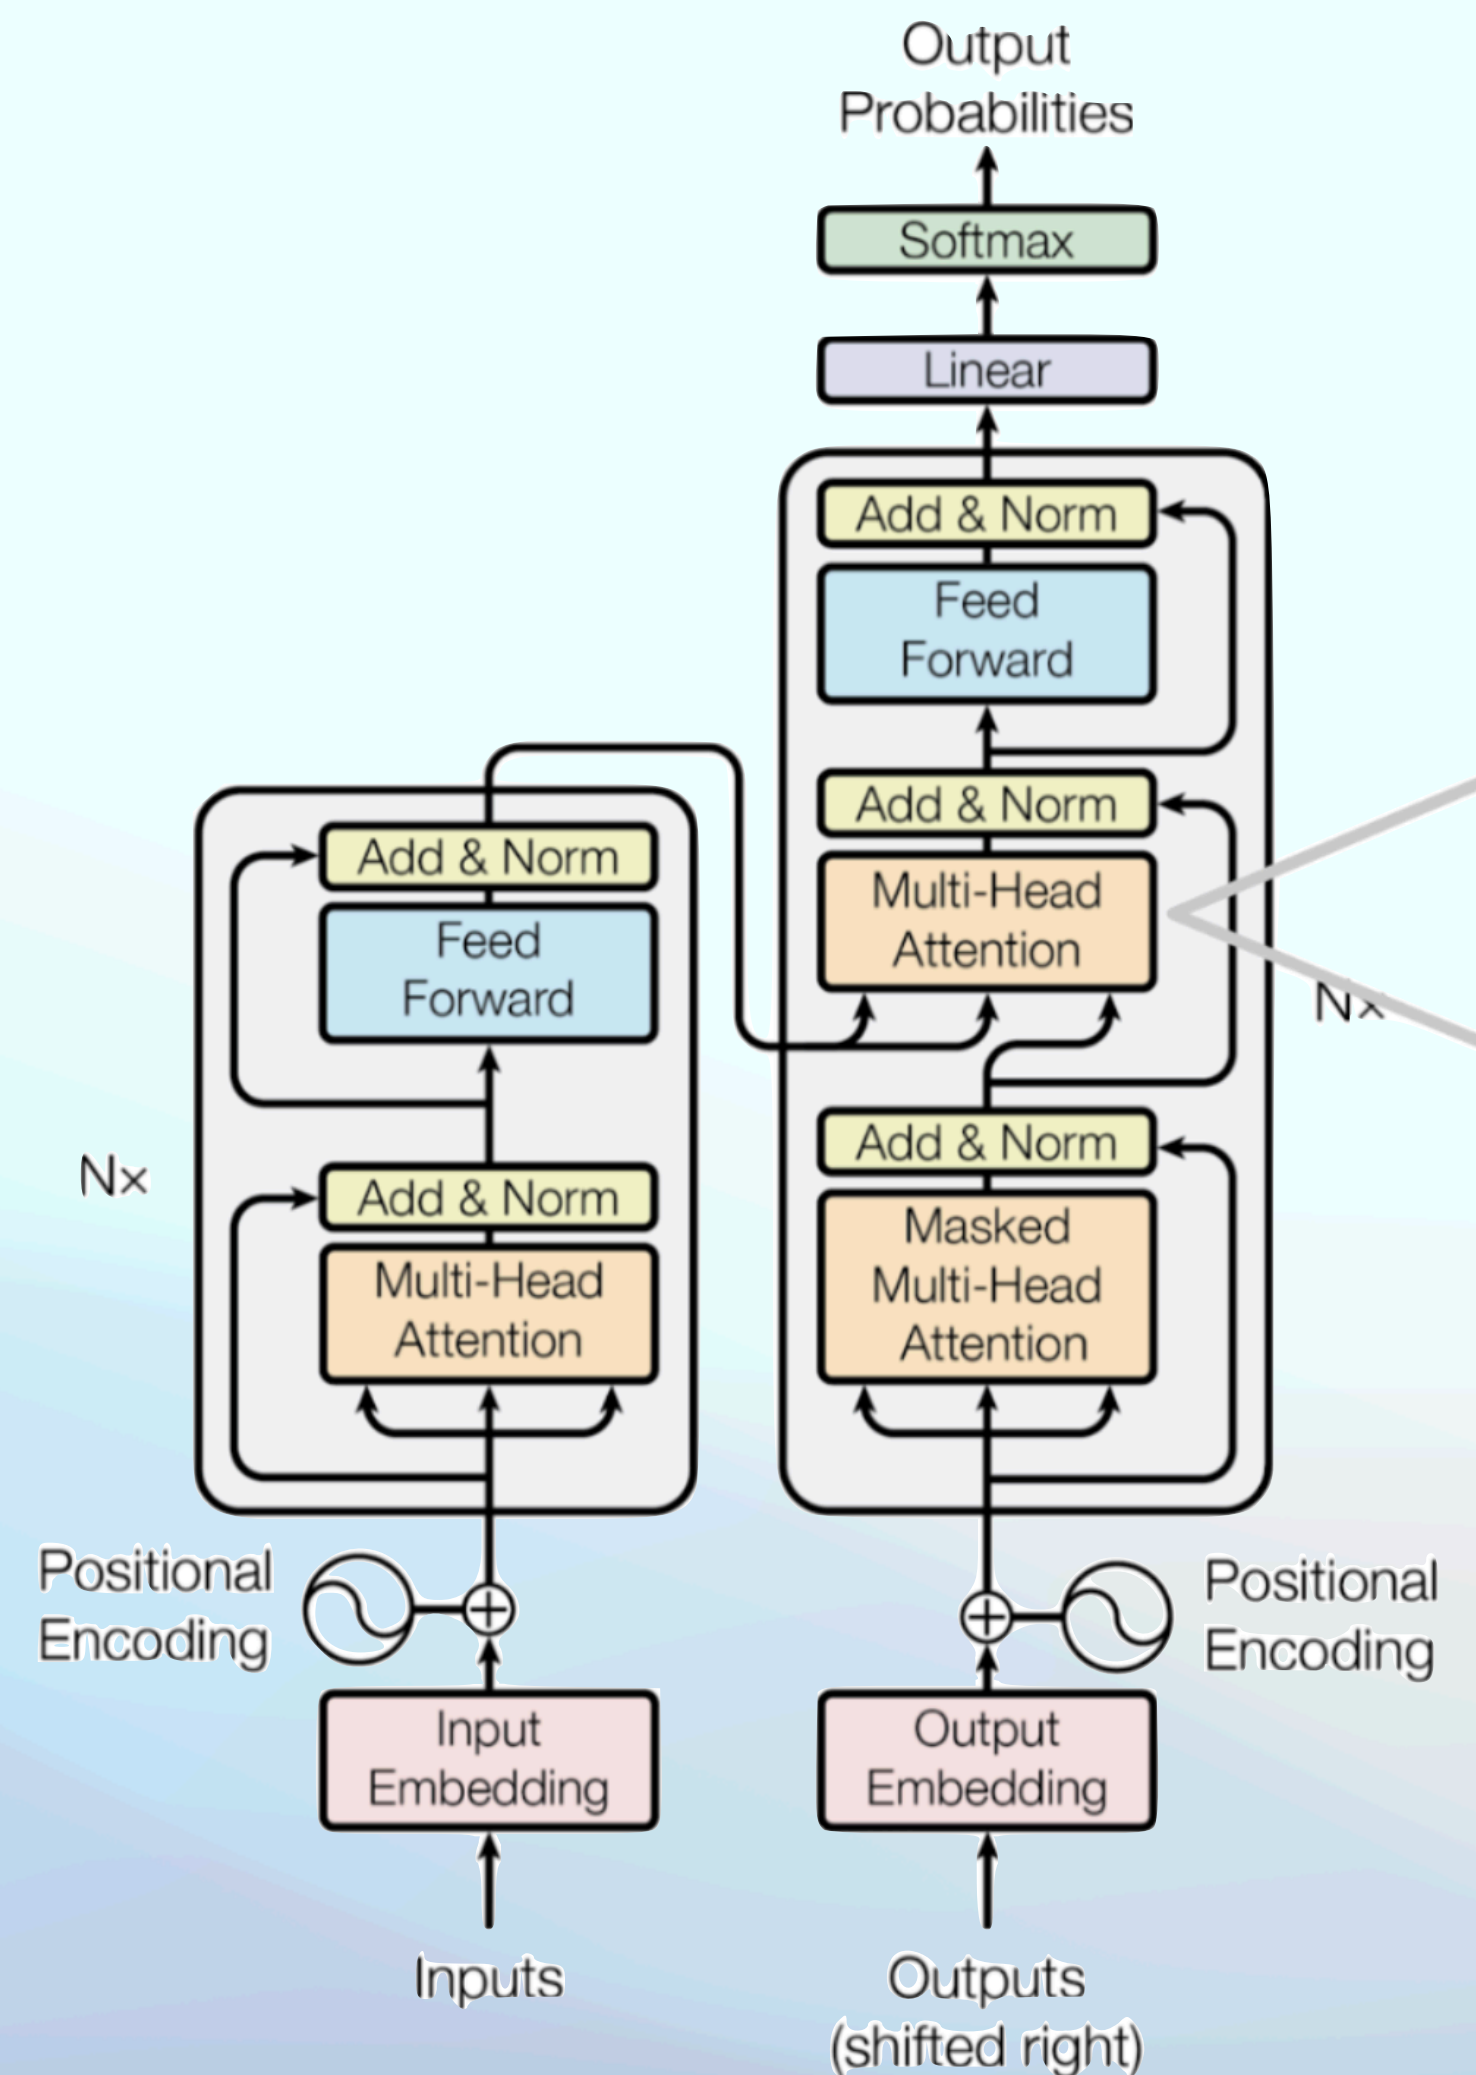 Output
Probabilities
Softmax
Linear
Add & Norm
Feed
Forward
Add & Norm
Multi-Head
Attention
Nx
Add & Norm
Masked
Multi-Head
Attention
Add & Norm
Feed
Forward
Nx
Add & Norm
Multi-Head
Attention
Positional
Encoding
Positional
Encoding
Input
Embedding
Output
Embedding
Inputs
Outputs
(shifted right)